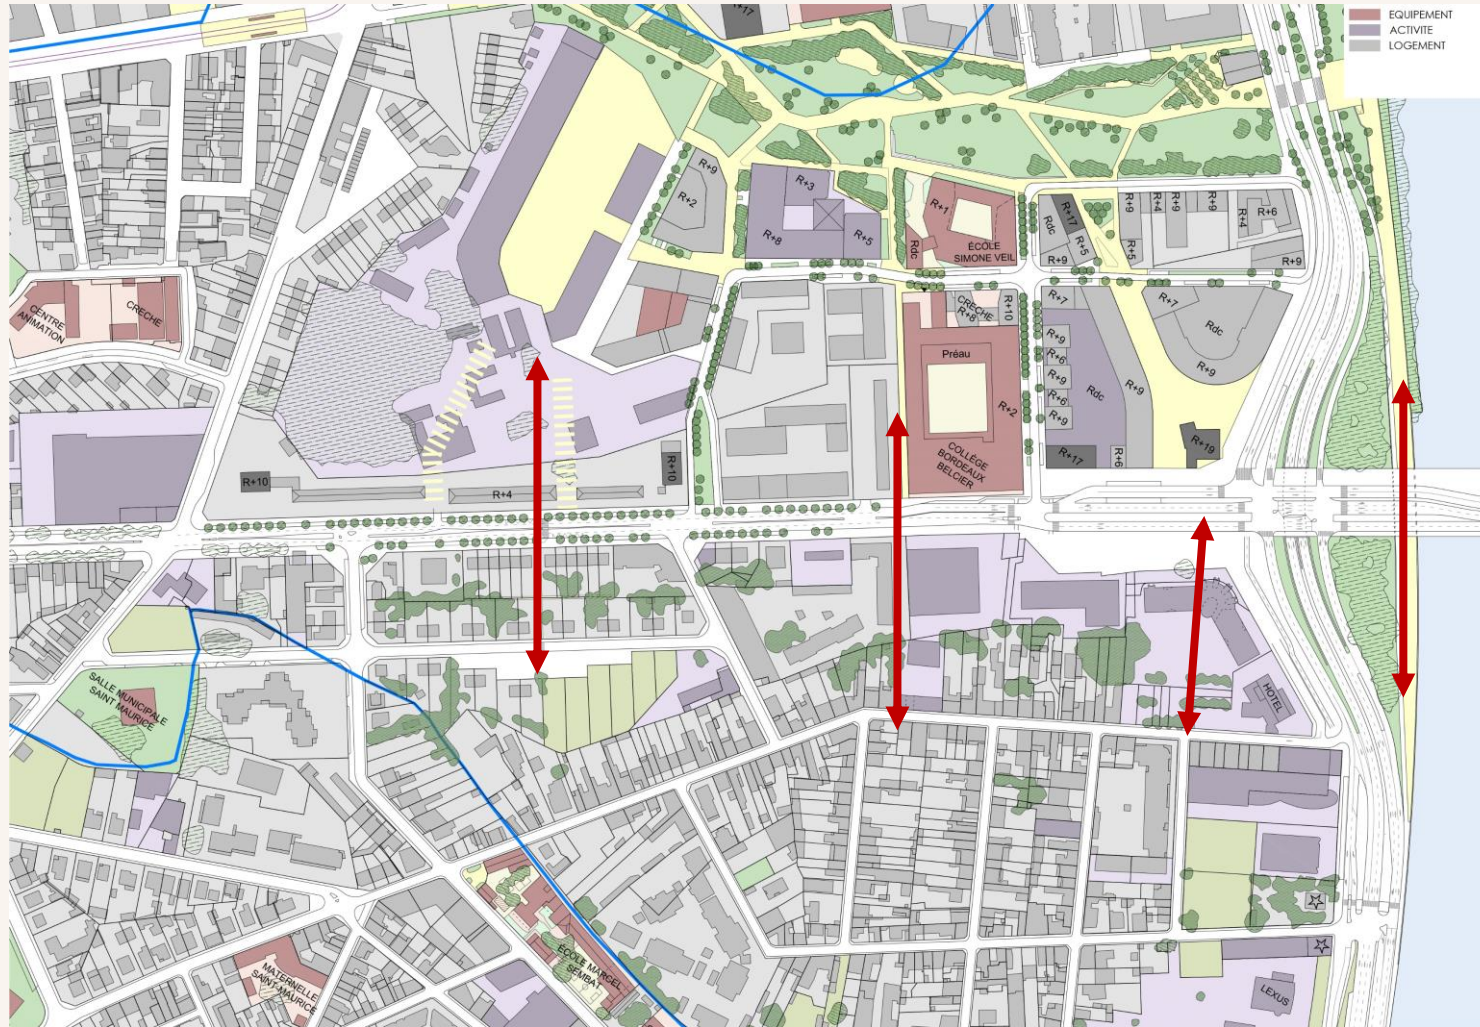 EQUIPEMENT
ACTIVITE
LOGEMENT
R+17
R+9
R+2
R+3
R+8
R+5
R+1
Rdc
ÉCOLE
SIMONE VEIL
R+17
Rdc
R+5
R+9
R+9
R+4
R+9
R+9
R+5
R+4
R+6
R+9
CENTRE
ANIMATION
CRECHE
CRECHE
R+8
R+10
R+7
R+7
Rdc
R+9
Préau
R+2
COLLÈGE
BORDEAUX
BELCIER
R+9
R+6
R+9
R+6
R+9
Rdc
R+9
R+17
R+6
R+19
R+10
R+4
R+10
SALLE MUNICIPALE
SAINT MAURICE
HOTEL
ÉCOLE MARCEL
SEMBAT
MATERNELLE
SAINT-MAURICE
LEXUS